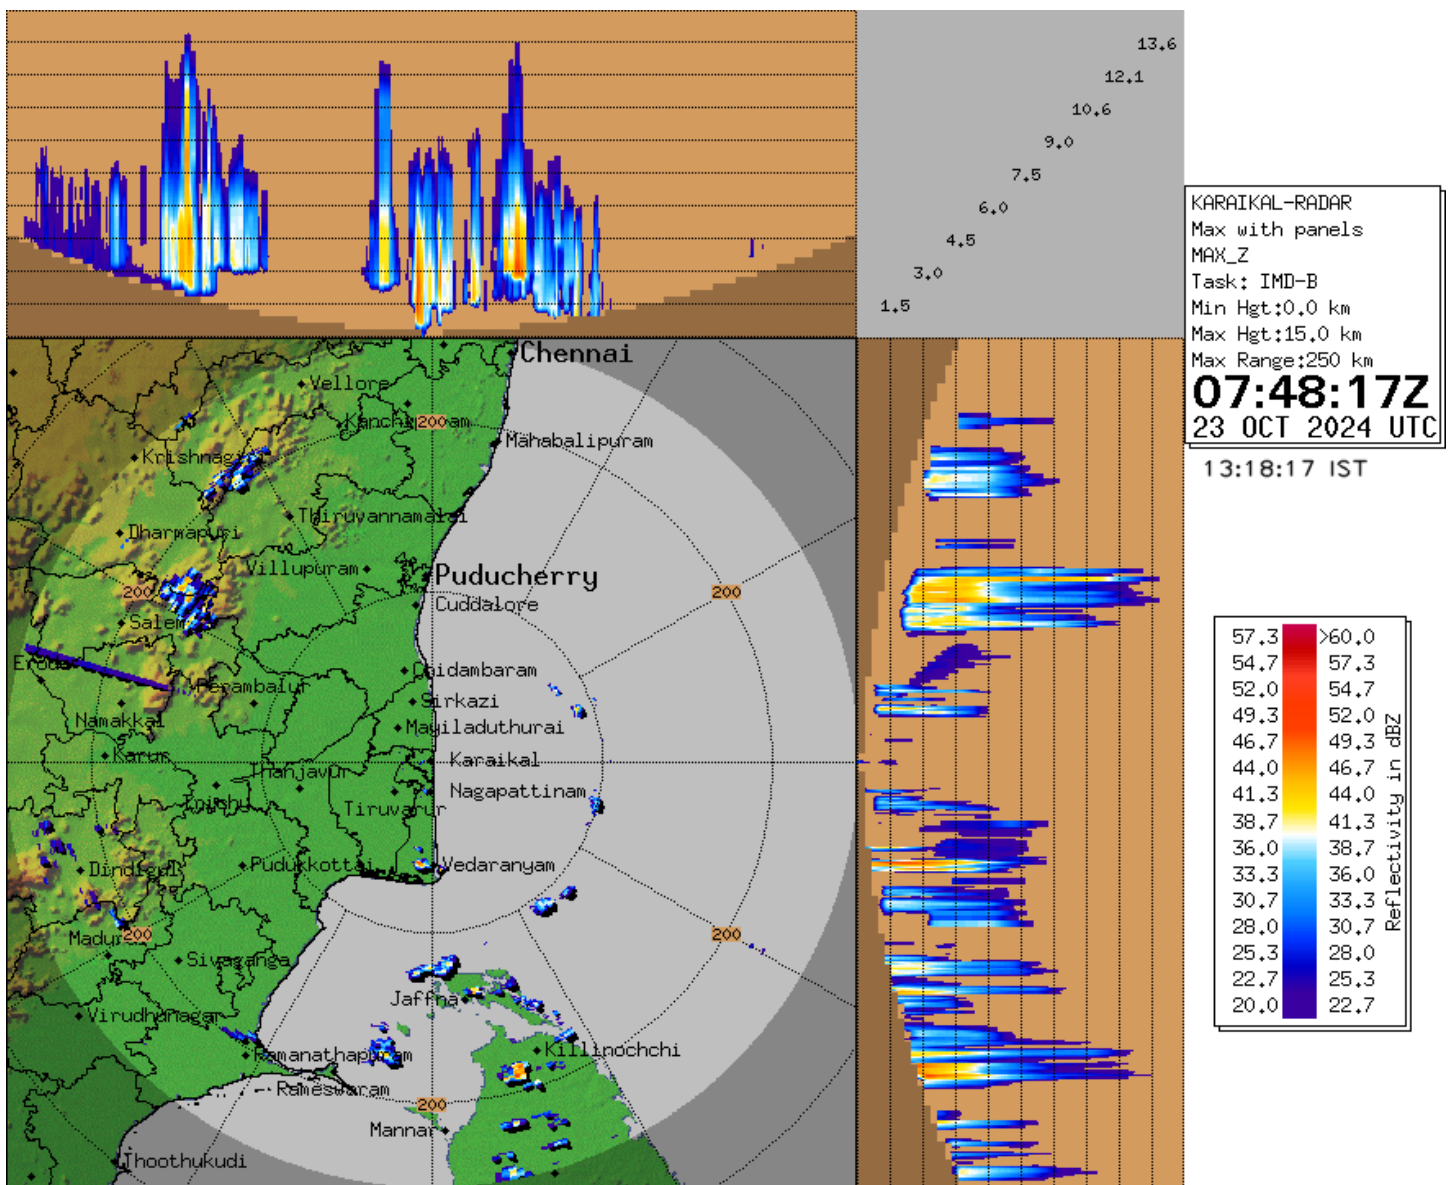 13.6
12.1
10.6
9.0
7.5
6.0
4.5
3.0
1.5
KARAIKAL-RADAR
Max with panels
MAX_Z
Task: IMD-B
Min Hgt:0.0 km
Max Hgt:15.0 km
Max Range:250 km
07:48:17Z
23 OCT 2024 UTC
13:18:17 IST
Chennai
Vellore
200
Mahabalipuram
Thiruvannamalai
Dharmapuri
Villupuram
Puducherry
200
200
Cuddalore
Salem
Chidambaram
Perambalur
Sirkazi
Namakkal
Mayiladuthurai
Karur
Karaikal
Thanjavur
Nagapattinam
Tiruvarur
Pudukkottai
Vedaranyam
Dindigul
200
200
Sivaganga
Jaffna
Virudhunagar
Ramanathapuram
Killinochchi
Rameswaram
200
Mannar
Thoothukudi
57.3 >60.0
54.7 57.3
52.0 54.7
49.3 52.0
46.7 49.3
44.0 46.7
41.3 44.0
38.7 41.3
36.0 38.7
33.3 36.0
30.7 33.3
28.0 30.7
25.3 28.0
22.7 25.3
20.0 22.7
Reflectivity in dBZ